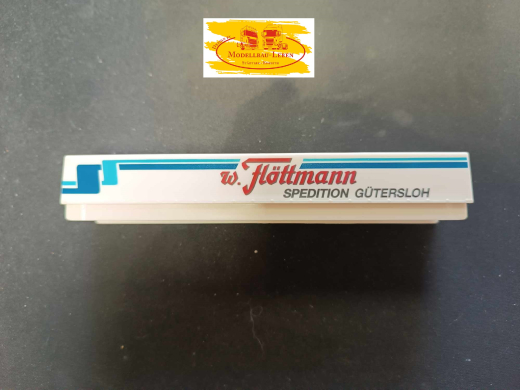 Modellbau-Leben
w. Flöttmann
SPEDITION GÜTERSLOH